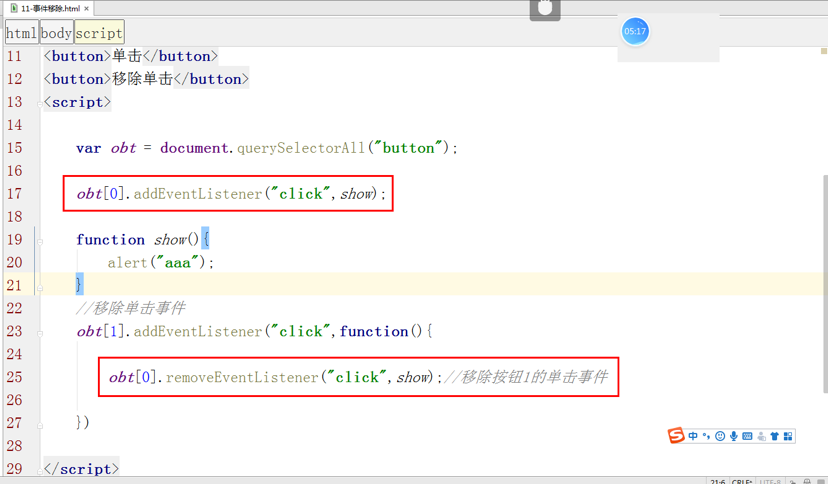 11-事件移除.html ×
05:17
html body script
11 <button>单击</button>
12 <button>移除单击</button>
13 <script>
14
15 var obt = document.querySelectorAll("button");
16
17 obt[0].addEventListener("click",show);
18
19 function show(){
20 alert("aaa");
21 }
22 //移除单击事件
23 obt[1].addEventListener("click",function(){
24
25 obt[0].removeEventListener("click",show);//移除按钮1的单击事件
26
27 })
28
29 </script>
S 中
21:6 CRLF÷ UTF-8